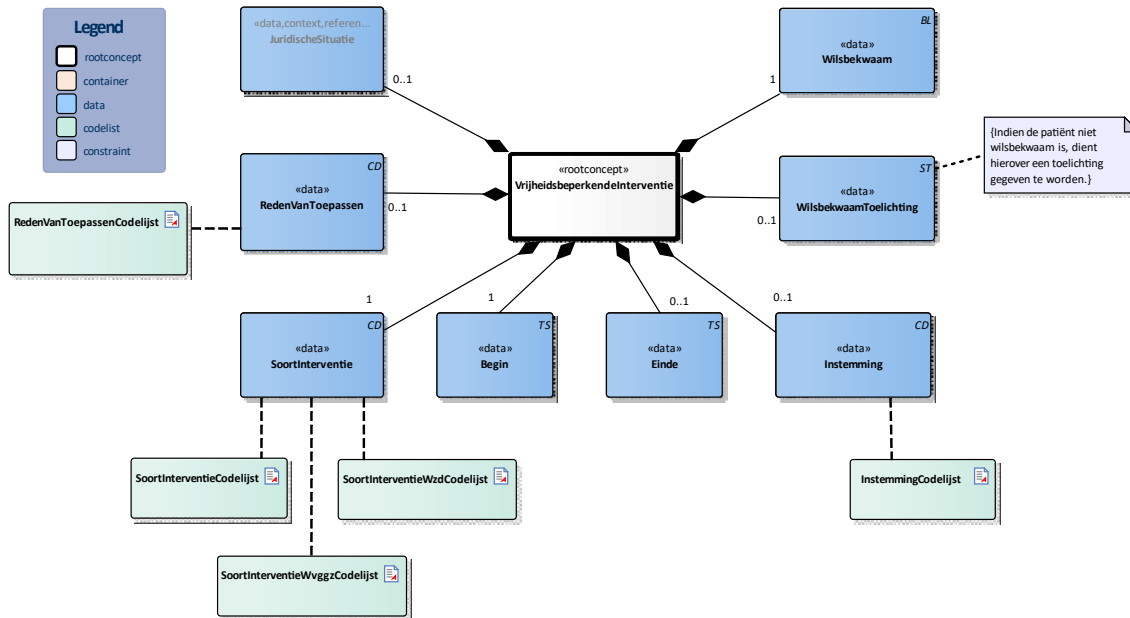 Legend
rootconcept
container
data
codelist
constraint
«data,context,referen...
JuridischeSituatie
0..1
BL
«data»
Wilsbekwaam
1
«rootconcept»
VrijheidsbeperkendeInterventie
CD
«data»
RedenVanToepassen
0..1
RedenVanToepassenCodelijst
ST
«data»
WilsbekwaamToelichting
0..1
{Indien de patiënt niet
wilsbekwaam is, dient
hierover een toelichting
gegeven te worden.}
1
CD
«data»
SoortInterventie
1
TS
«data»
Begin
0..1
TS
«data»
Einde
0..1
CD
«data»
Instemming
SoortInterventieCodelijst
SoortInterventieWzdCodelijst
InstemmingCodelijst
SoortInterventieWvggzCodelijst